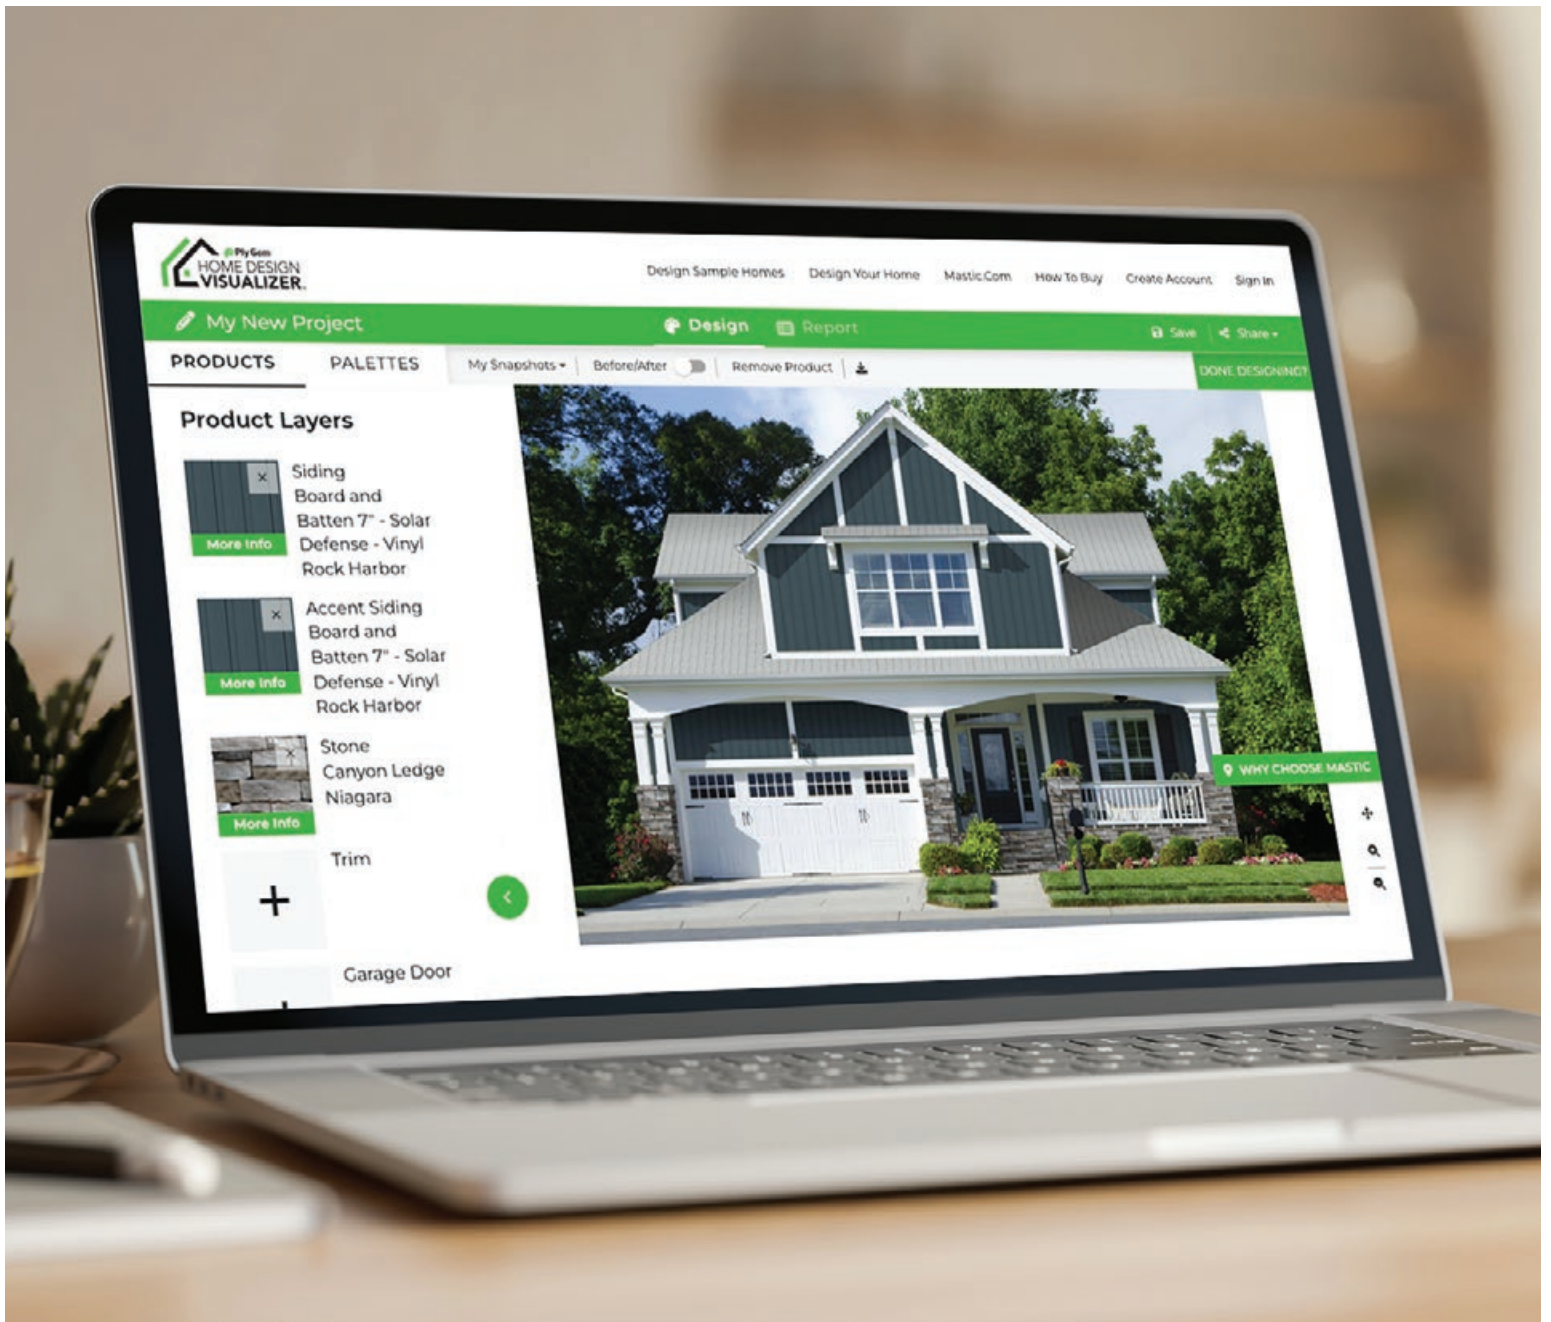 Ply Gem
HOME DESIGN
VISUALIZER
Design Sample Homes Design Your Home Mastic.Com How To Buy Create Account Sign In
My New Project Design Report Save Share
PRODUCTS PALETTES My Snapshots Before/After Remove Product DONE DESIGNING?
Product Layers
Siding
Board and
Batten 7" - Solar
Defense - Vinyl
Rock Harbor
More Info
Accent Siding
Board and
Batten 7" - Solar
Defense - Vinyl
Rock Harbor
More Info
Stone
Canyon Ledge
Niagara
More Info
Trim
Garage Door
WHY CHOOSE MASTIC